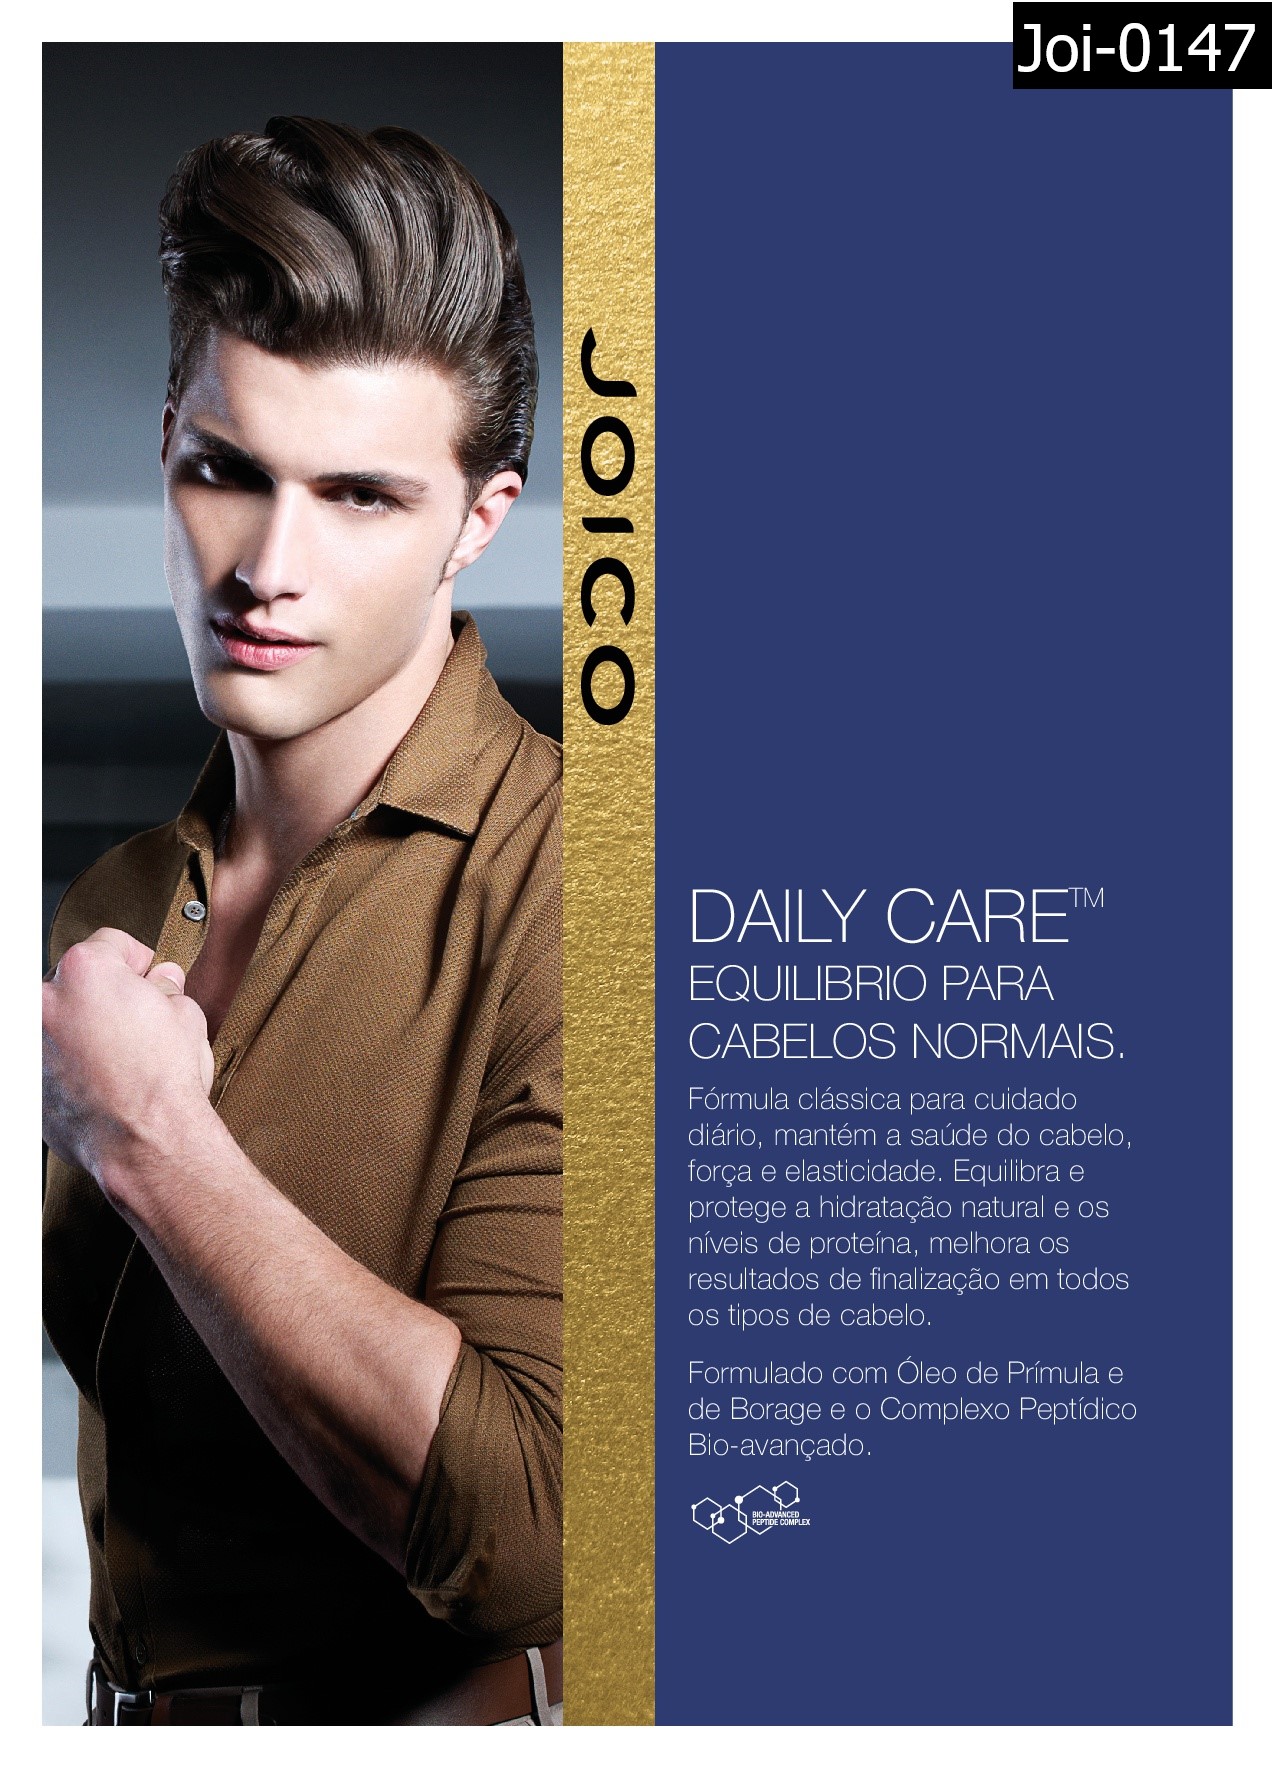 Joi-0147
JOICO
DAILY CARE™
EQUILIBRIO PARA
CABELOS NORMAIS.
Fórmula clássica para cuidado
diário, mantém a saúde do cabelo,
força e elasticidade. Equilibra e
protege a hidratação natural e os
níveis de proteína, melhora os
resultados de finalização em todos
os tipos de cabelo.
Formulado com Óleo de Prímula e
de Borage e o Complexo Peptídico
Bio-avançado.
BIO-ADVANCED
PEPTIDE COMPLEX